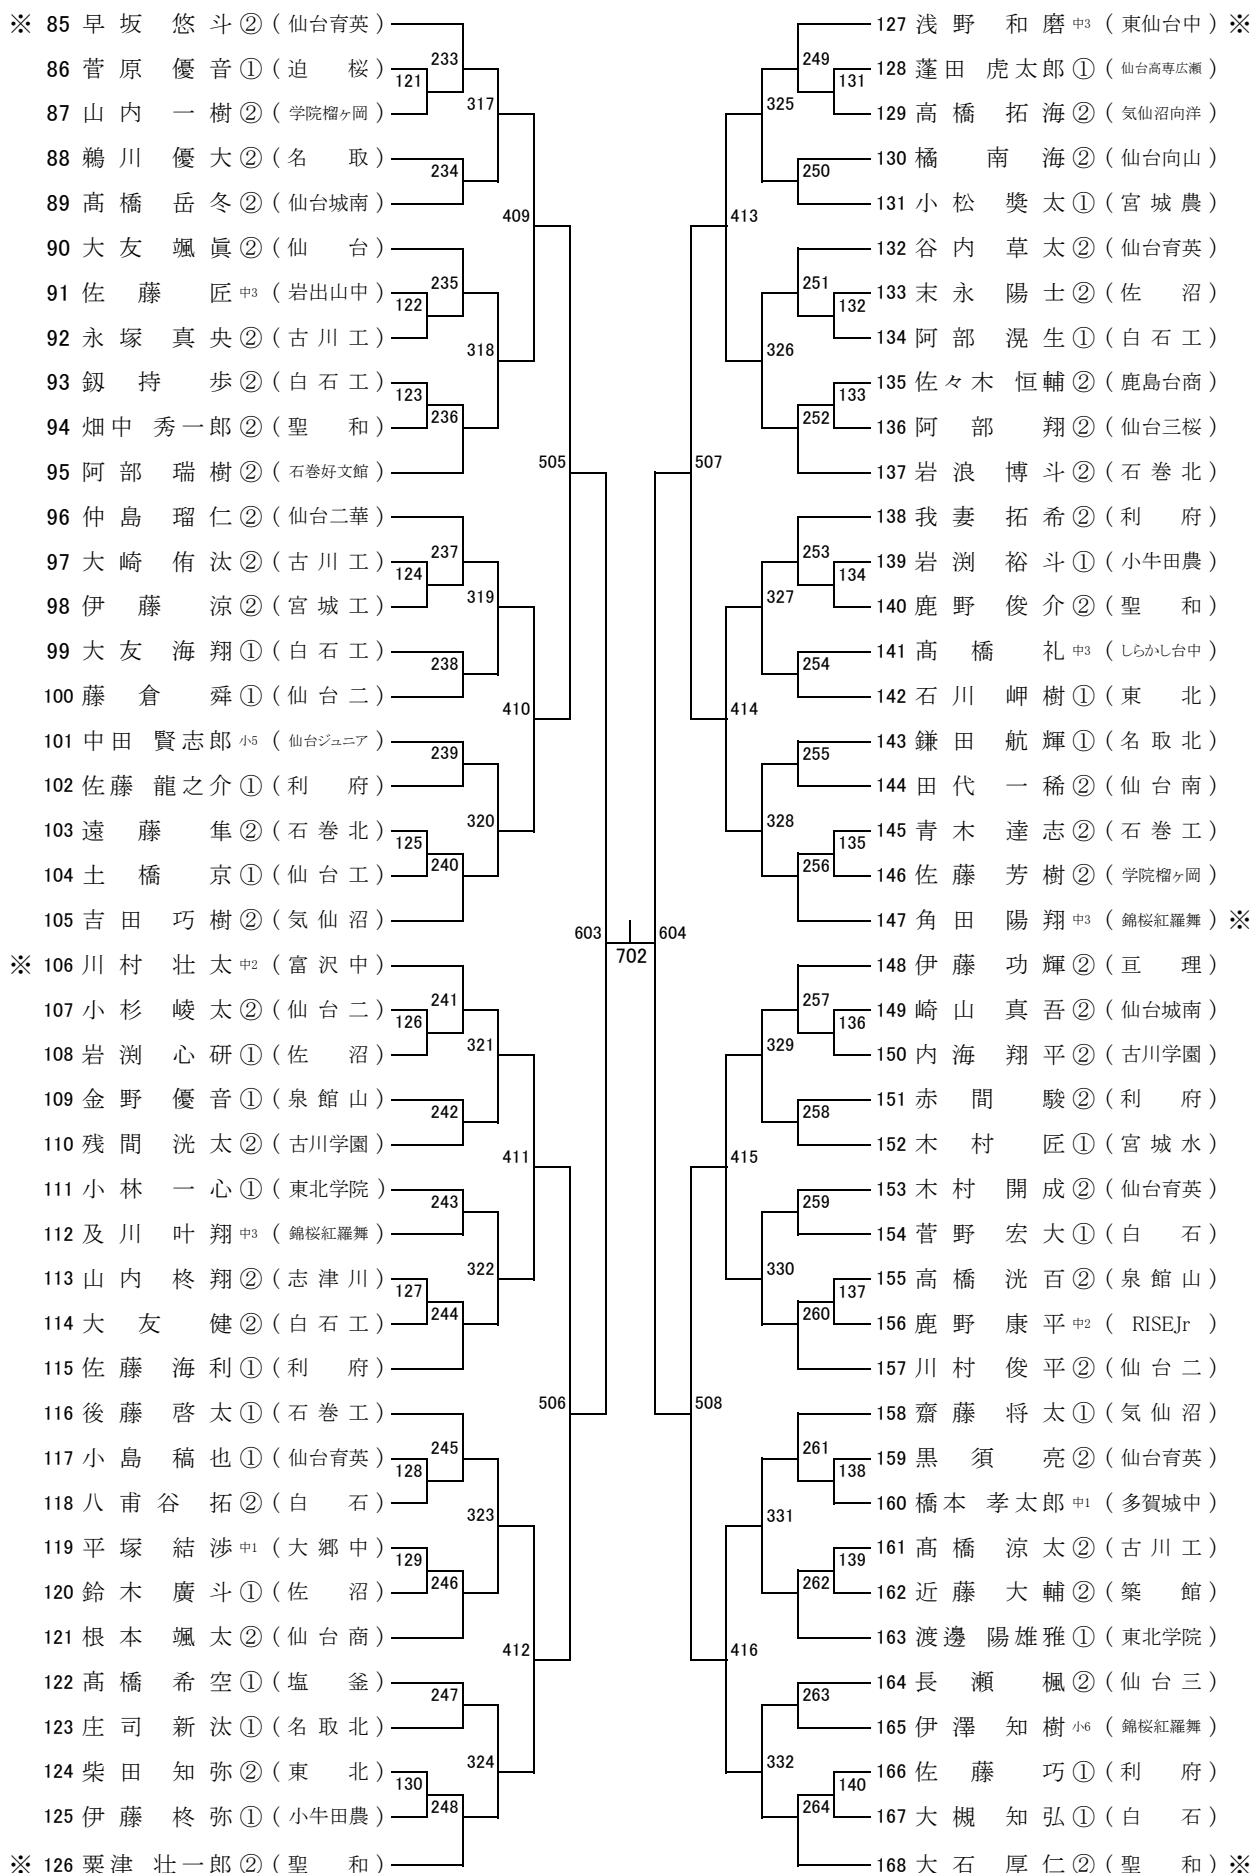 ※ 85 早坂 悠斗② (仙台育英)
86 菅原 優音① (迫 桜)
87 山内 一樹② (学院榴ヶ岡)
88 鵜川 優大② (名 取)
89 髙橋 岳冬② (仙台城南)
90 大友 颯眞② (仙 台)
91 佐藤 匠 中3 (岩出山中)
92 永塚 真央② (古川工)
93 釼持 歩② (白石工)
94 畑中 秀一郎② (聖 和)
95 阿部 瑞樹② (石巻好文館)
96 仲島 瑠仁② (仙台二華)
97 大崎 侑汰② (古川工)
98 伊藤 涼② (宮城工)
99 大友 海翔① (白石工)
100 藤倉 舜① (仙台二)
101 中田 賢志郎 小5 (仙台ジュニア)
102 佐藤 龍之介① (利 府)
103 遠藤 隼② (石巻北)
104 土橋 京① (仙台工)
105 吉田 巧樹② (気仙沼)
※ 106 川村 壮太 中2 (富沢中)
107 小杉 崚太② (仙台二)
108 岩渕 心研① (佐 沼)
109 金野 優音① (泉館山)
110 残間 洸太② (古川学園)
111 小林 一心① (東北学院)
112 及川 叶翔 中3 (錦桜紅羅舞)
113 山内 柊翔② (志津川)
114 大友 健② (白石工)
115 佐藤 海利① (利 府)
116 後藤 啓太① (石巻工)
117 小島 稿也① (仙台育英)
118 八甫谷 拓② (白 石)
119 平塚 結渉 中1 (大郷中)
120 鈴木 廣斗① (佐 沼)
121 根本 颯太② (仙台商)
122 髙橋 希空① (塩 釜)
123 庄司 新汰① (名取北)
124 柴田 知弥② (東 北)
125 伊藤 柊弥① (小牛田農)
※ 126 粟津 壮一郎② (聖 和)
121
122
123
124
125
126
127
128
129
130
233
234
235
236
237
238
239
240
241
242
243
244
245
246
247
248
317
318
319
320
321
322
323
324
409
410
411
412
505
506
603
702
604
507
508
413
414
415
416
325
326
327
328
329
330
331
332
249
250
251
252
253
254
255
256
257
258
259
260
261
262
263
264
131
132
133
134
135
136
137
138
139
140
127 浅野 和磨 中3 (東仙台中) ※
128 蓬田 虎太郎① (仙台高専広瀬)
129 高橋 拓海② (気仙沼向洋)
130 橘 南海② (仙台向山)
131 小松 奬太① (宮城農)
132 谷内 草太② (仙台育英)
133 末永 陽士② (佐 沼)
134 阿部 滉生① (白石工)
135 佐々木 恒輔② (鹿島台商)
136 阿部 翔② (仙台三桜)
137 岩浪 博斗② (石巻北)
138 我妻 拓希② (利 府)
139 岩渕 裕斗① (小牛田農)
140 鹿野 俊介② (聖 和)
141 髙橋 礼 中3 (しらかし台中)
142 石川 岬樹① (東 北)
143 鎌田 航輝① (名取北)
144 田代 一稀② (仙台南)
145 青木 達志② (石巻工)
146 佐藤 芳樹② (学院榴ヶ岡)
147 角田 陽翔 中3 (錦桜紅羅舞) ※
148 伊藤 功輝② (亘 理)
149 崎山 真吾② (仙台城南)
150 内海 翔平② (古川学園)
151 赤間 駿② (利 府)
152 木村 匠① (宮城水)
153 木村 開成② (仙台育英)
154 菅野 宏大① (白 石)
155 高橋 洸百② (泉館山)
156 鹿野 康平 中2 (RISEJr)
157 川村 俊平② (仙台二)
158 齋藤 将太① (気仙沼)
159 黒須 亮② (仙台育英)
160 橋本 孝太郎 中1 (多賀城中)
161 髙橋 涼太② (古川工)
162 近藤 大輔② (築 館)
163 渡邊 陽雄雅① (東北学院)
164 長瀬 楓② (仙台三)
165 伊澤 知樹 小6 (錦桜紅羅舞)
166 佐藤 巧① (利 府)
167 大槻 知弘① (白 石)
168 大石 厚仁② (聖 和) ※